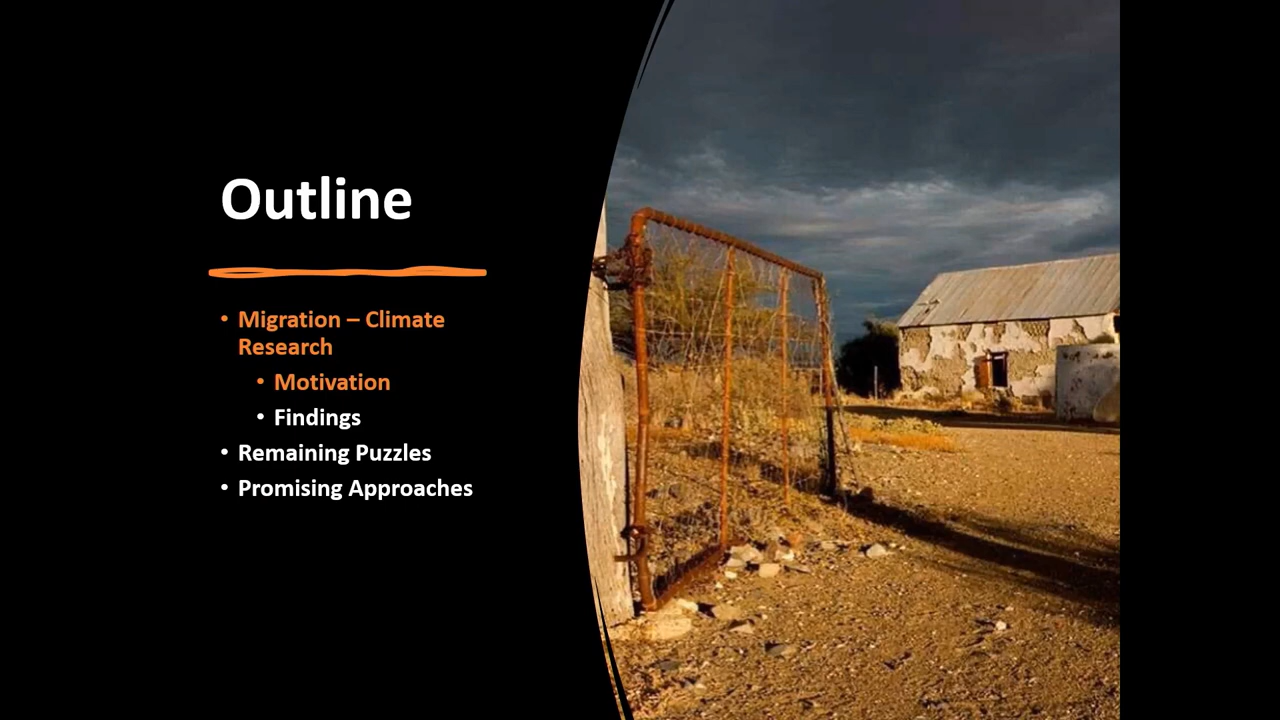 Outline
• Migration – Climate
Research
• Motivation
• Findings
• Remaining Puzzles
• Promising Approaches